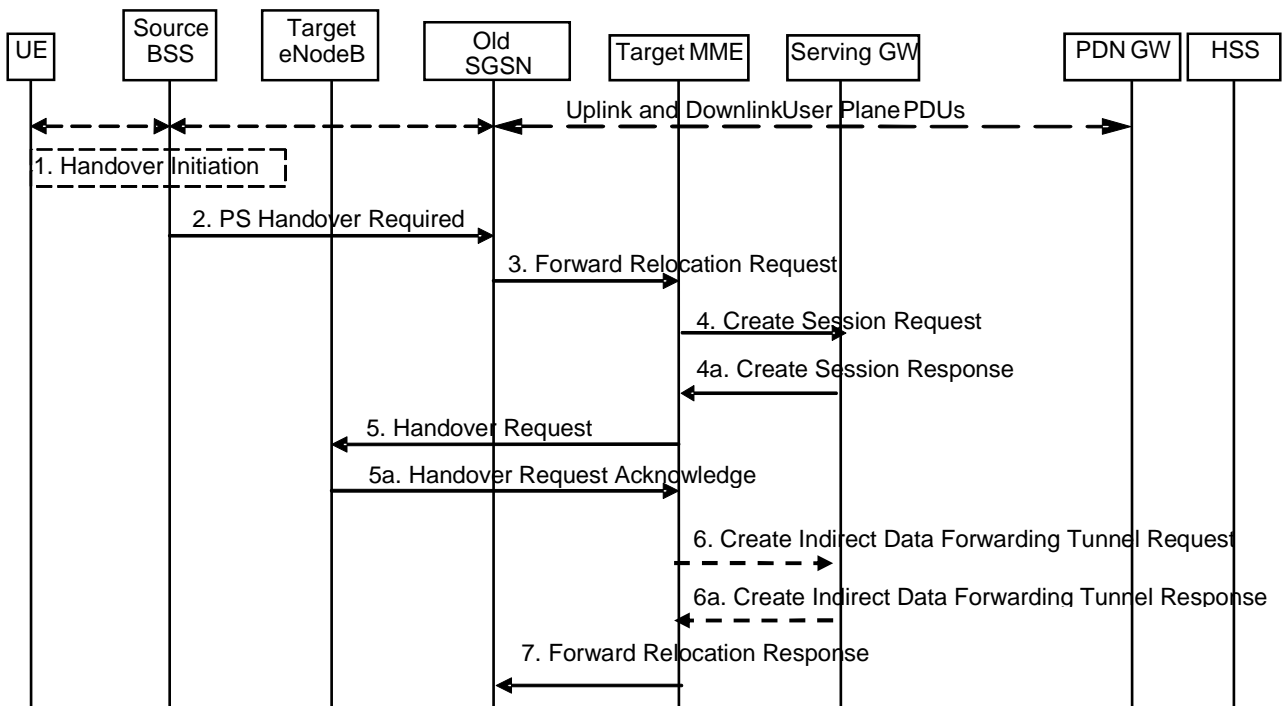 UE
Source
BSS
Target
eNodeB
Old
SGSN
Target MME
Serving GW
PDN GW
HSS
Uplink and DownlinkUser Plane PDUs
1. Handover Initiation
2. PS Handover Required
3. Forward Relocation Request
4. Create Session Request
4a. Create Session Response
5. Handover Request
5a. Handover Request Acknowledge
6. Create Indirect Data Forwarding Tunnel Request
6a. Create Indirect Data Forwarding Tunnel Response
7. Forward Relocation Response